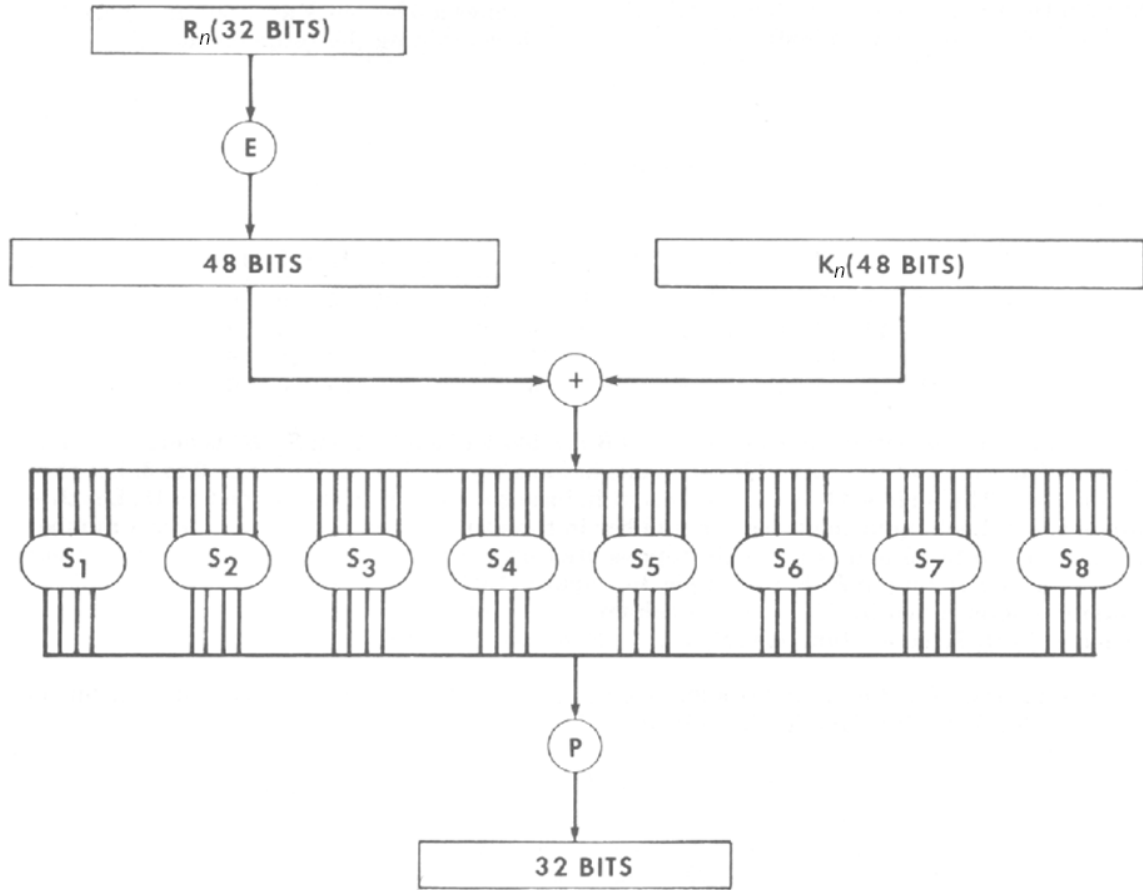 Rn(32 BITS)
E
48 BITS
Kn(48 BITS)
+
S1 S2 S3 S4 S5 S6 S7 S8
P
32 BITS